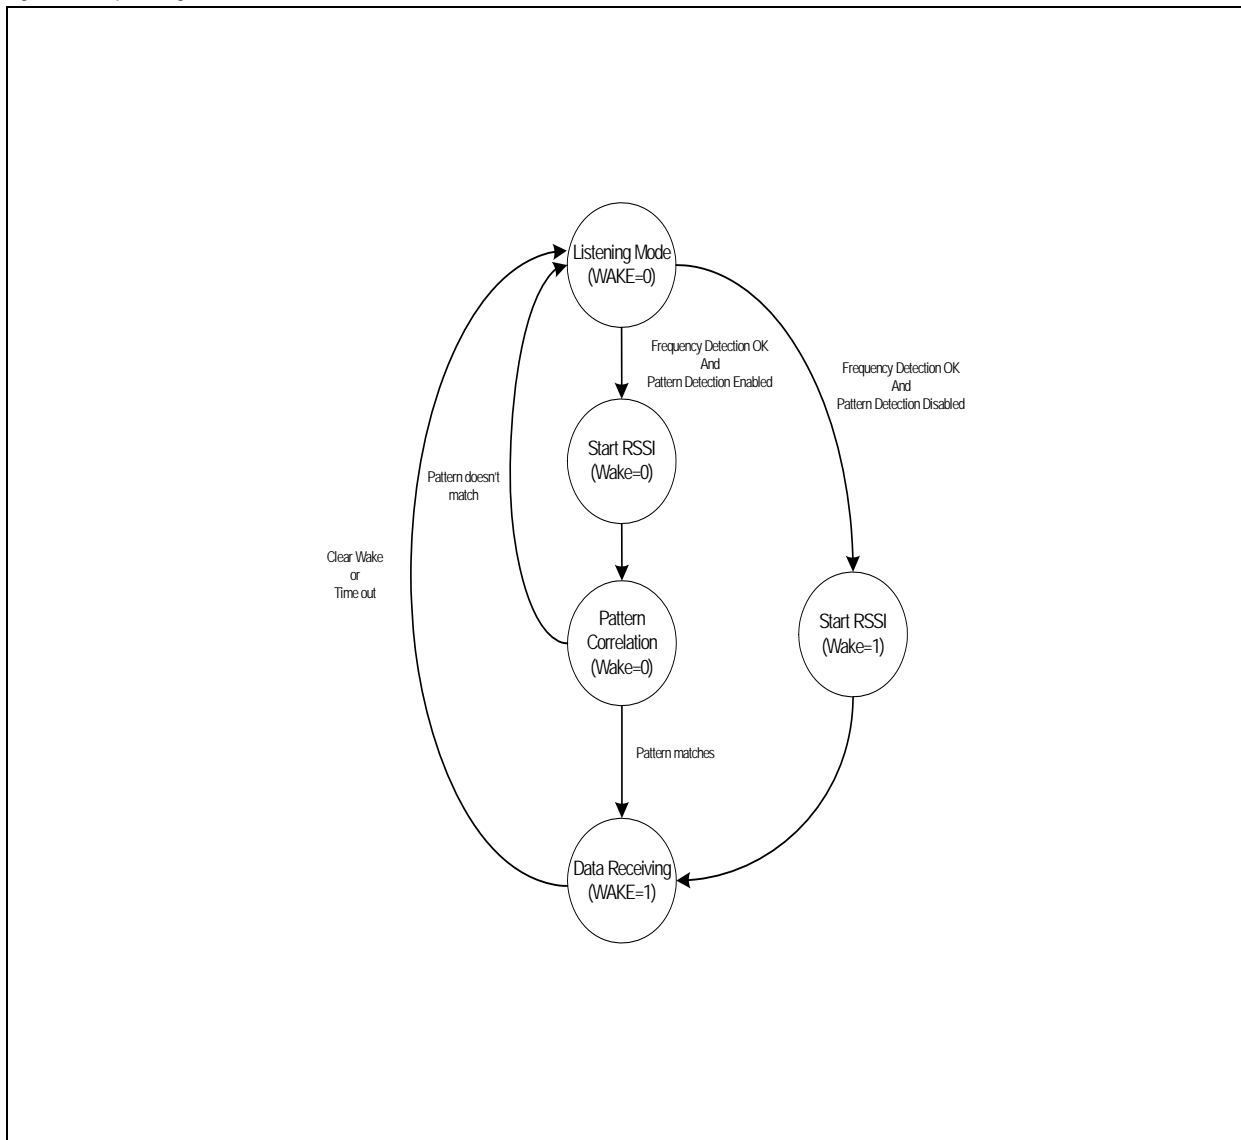 Listening Mode
(WAKE=0)
Frequency Detection OK
And
Pattern Detection Enabled
Frequency Detection OK
And
Pattern Detection Disabled
Start RSSI
(Wake=0)
Pattern doesn't
match
Clear Wake
or
Time out
Pattern
Correlation
(Wake=0)
Start RSSI
(Wake=1)
Pattern matches
Data Receiving
(WAKE=1)